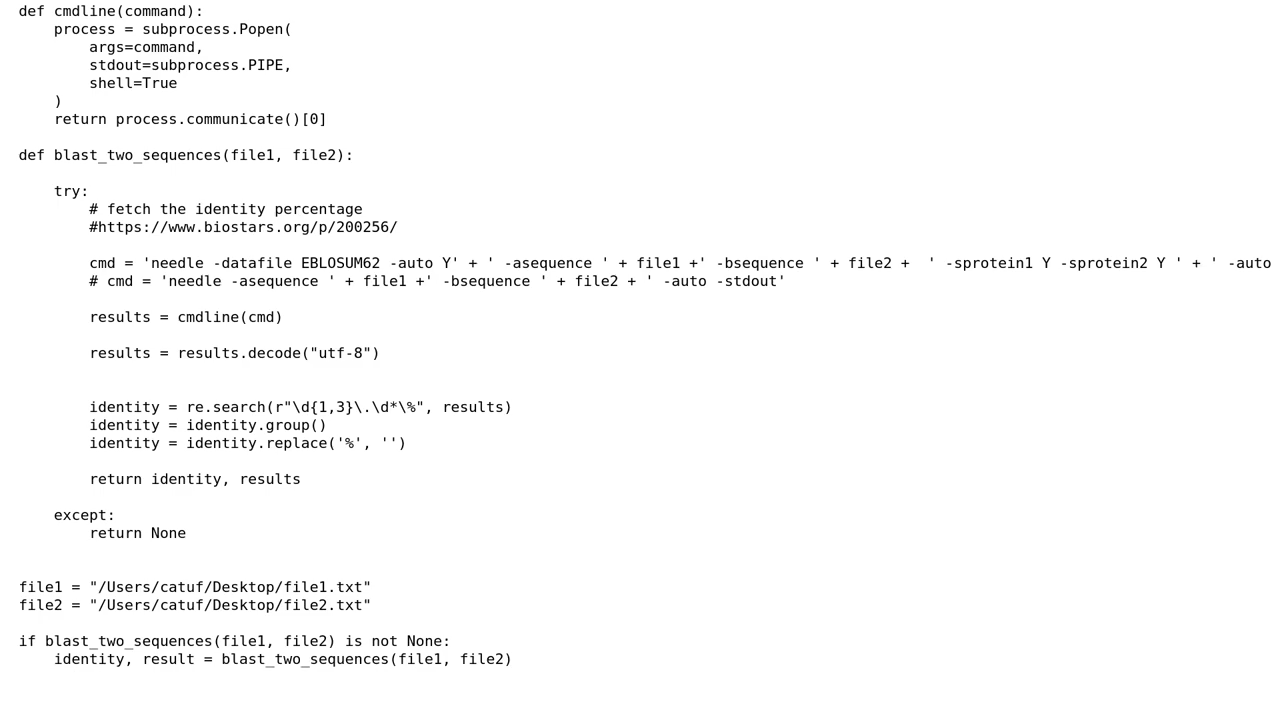 def cmdline(command):
    process = subprocess.Popen(
        args=command,
        stdout=subprocess.PIPE,
        shell=True
    )
    return process.communicate()[0]

def blast_two_sequences(file1, file2):

    try:
        # fetch the identity percentage
        #https://www.biostars.org/p/200256/

        cmd = 'needle -datafile EBLOSUM62 -auto Y' + ' -asequence ' + file1 +' -bsequence ' + file2 +  ' -sprotein1 Y -sprotein2 Y ' + ' -auto
        # cmd = 'needle -asequence ' + file1 +' -bsequence ' + file2 + ' -auto -stdout'

        results = cmdline(cmd)

        results = results.decode("utf-8")


        identity = re.search(r"\d{1,3}\.\d*\%", results)
        identity = identity.group()
        identity = identity.replace('%', '')

        return identity, results

    except:
        return None


file1 = "/Users/catuf/Desktop/file1.txt"
file2 = "/Users/catuf/Desktop/file2.txt"

if blast_two_sequences(file1, file2) is not None:
    identity, result = blast_two_sequences(file1, file2)